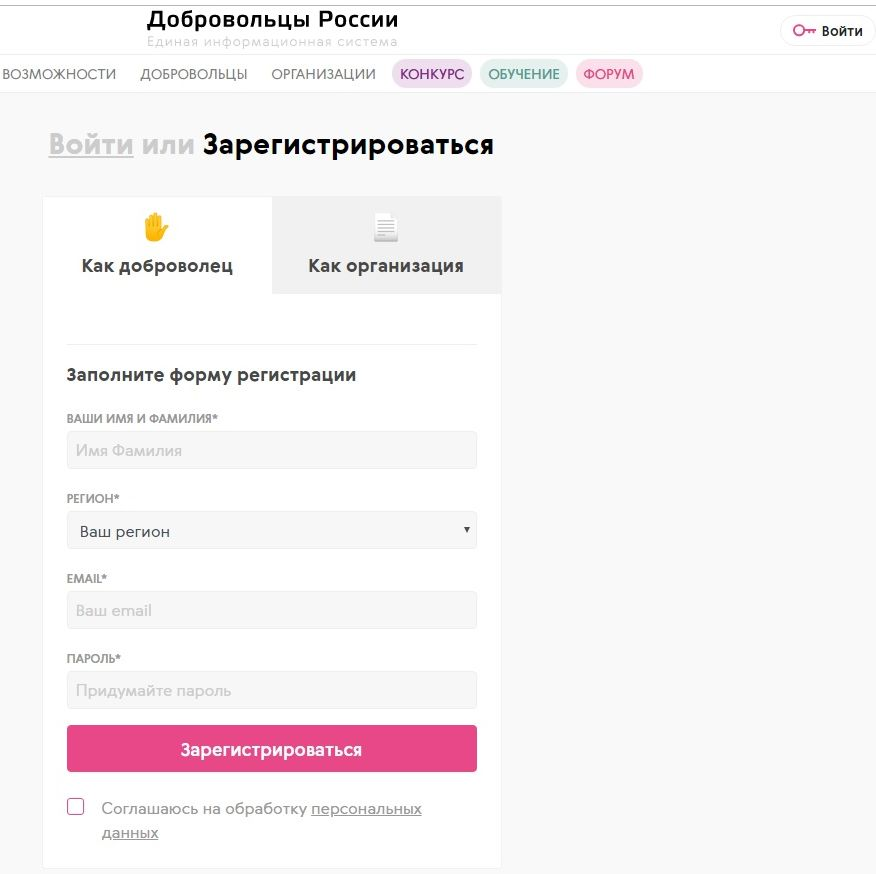 Добровольцы России
Единая информационная система
Войти
ВОЗМОЖНОСТИ ДОБРОВОЛЬЦЫ ОРГАНИЗАЦИИ КОНКУРС ОБУЧЕНИЕ ФОРУМ
Войти или Зарегистрироваться
Как доброволец Как организация
Заполните форму регистрации
ВАШИ ИМЯ И ФАМИЛИЯ*
Имя Фамилия
РЕГИОН*
Ваш регион
EMAIL*
Ваш email
ПАРОЛЬ*
Придумайте пароль
Зарегистрироваться
Соглашаюсь на обработку персональных
данных